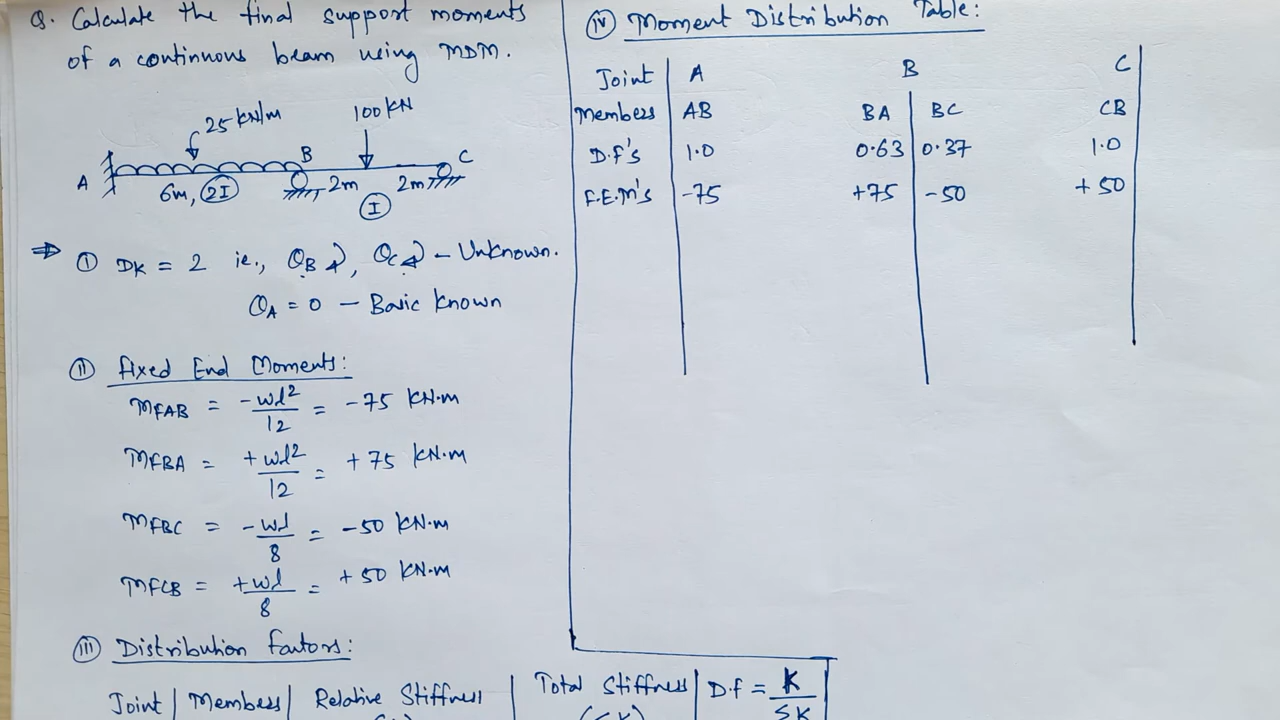 Q. Calculate the final support moments
of a continuous beam using MDM.
25 KN/m
100 KN
A
B
C
6m, 2I
2m
2m
I
⇒ (I) DK = 2 ie., θB, θC - Unknown.
θA = 0 - Basic Known
(II) Fixed End Moments:
MFAB = -wl²/12 = -75 KN.m
MFBA = +wl²/12 = +75 KN.m
MFBC = -wl/8 = -50 KN.m
MFCB = +wl/8 = +50 KN.m
(III) Distribution Factors:
Joint | Members | Relative Stiffness | Total Stiffness | D.f = K/ΣK
(IV) Moment Distribution Table:
Joint | A | B | C
Members | AB | BA | BC | CB
D.f's | 1.0 | 0.63 | 0.37 | 1.0
F.E.M's | -75 | +75 | -50 | +50